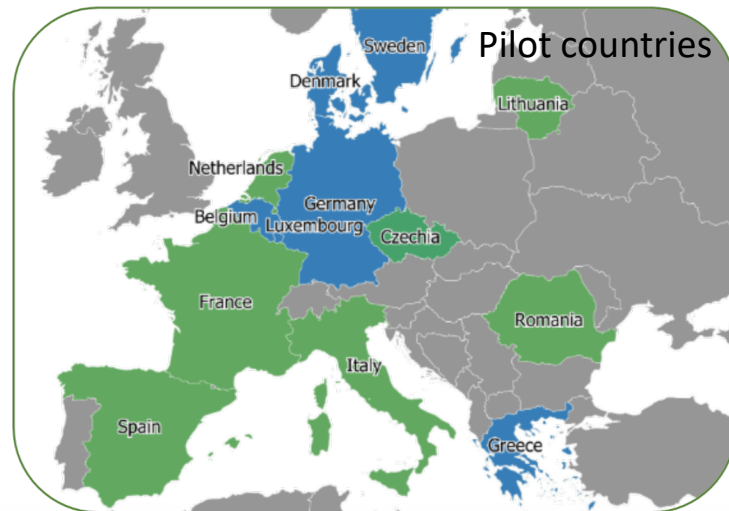 Pilot countries
Sweden
Denmark
Lithuania
Netherlands
Germany
Belgium
Luxembourg
Czechia
France
Romania
Italy
Spain
Greece